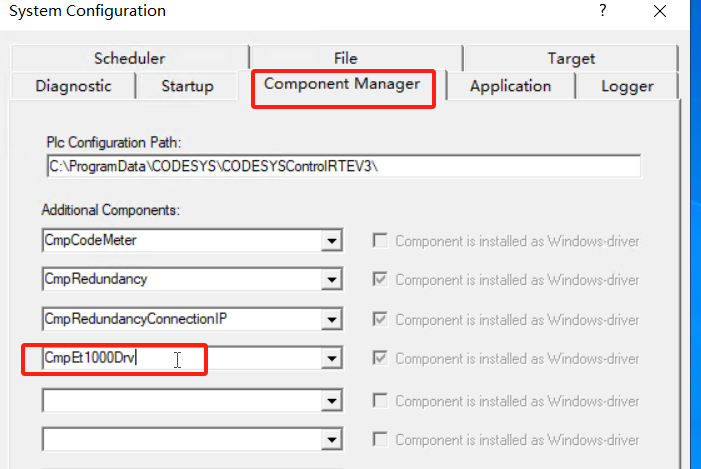 System Configuration
?
Scheduler File Target
Diagnostic Startup Component Manager Application Logger
Plc Configuration Path:
C:\ProgramData\CODESYS\CODESYSControlRTEV3\
Additional Components:
CmpCodeMeter Component is installed as Windows-driver
CmpRedundancy Component is installed as Windows-driver
CmpRedundancyConnectionIP Component is installed as Windows-driver
CmpEt1000Drv Component is installed as Windows-driver
Component is installed as Windows-driver
Component is installed as Windows-driver